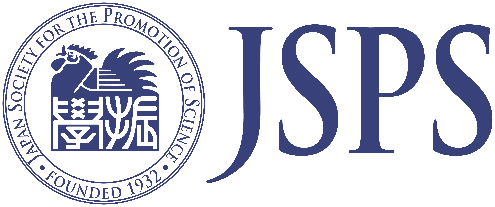 JAPAN SOCIETY FOR THE PROMOTION OF SCIENCE
學振
• FOUNDED 1932 •
JSPS